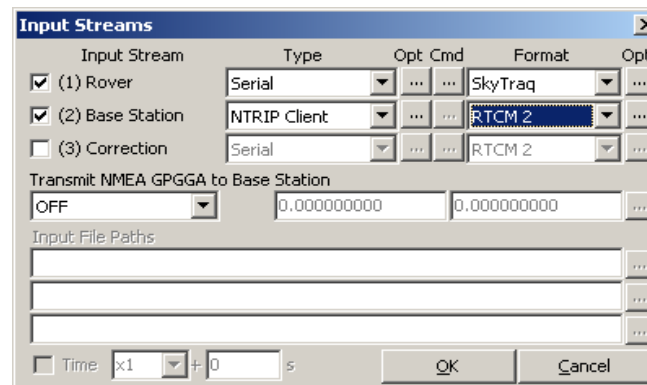 Input Streams
Input Stream Type Opt Cmd Format Opt
(1) Rover Serial ... ... SkyTraq ...
(2) Base Station NTRIP Client ... ... RTCM 2 ...
(3) Correction Serial ... ... RTCM 2 ...
Transmit NMEA GPGGA to Base Station
OFF 0.000000000 0.000000000 ...
Input File Paths
...
...
...
Time x1 + 0 s OK Cancel